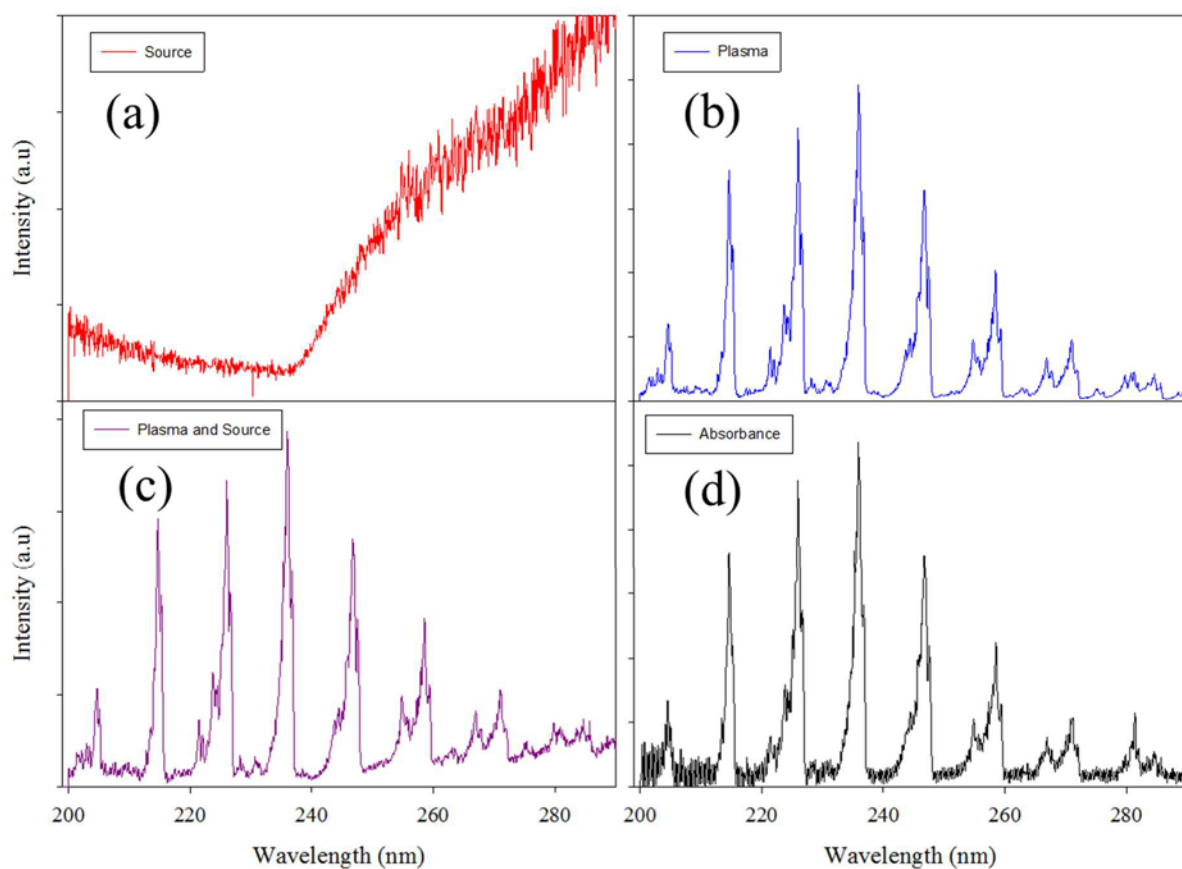 Source
(a)
Intensity (a.u)
Plasma
(b)
Plasma and Source
(c)
Intensity (a.u)
200 220 240 260 280
Wavelength (nm)
Absorbance
(d)
200 220 240 260 280
Wavelength (nm)